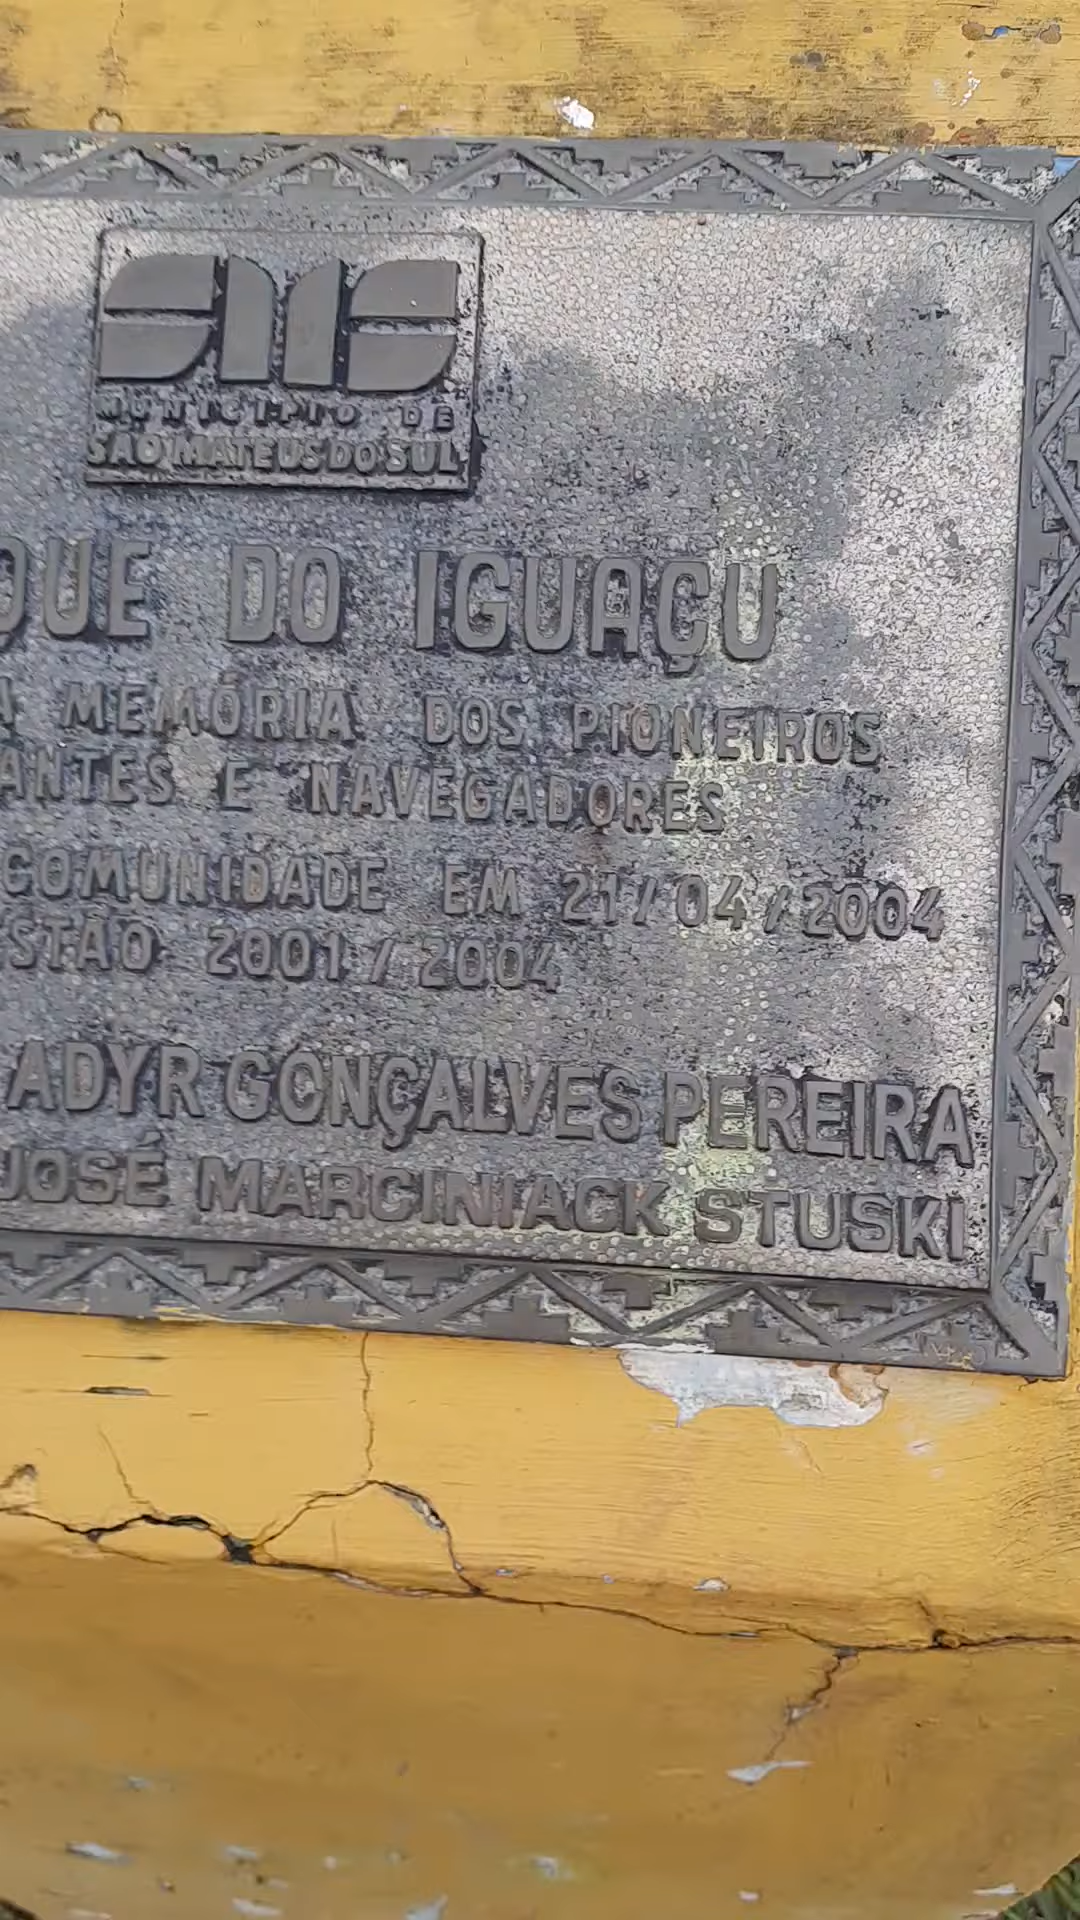 MUNICÍPIO DE
SÃO MATEUS DO SUL
QUE DO IGUAÇU
A MEMÓRIA DOS PIONEIROS
ANTES E NAVEGADORES
COMUNIDADE EM 21/04/2004
STÃO 2001/2004
ADYR GONÇALVES PEREIRA
JOSÉ MARCINIACK STUSKI